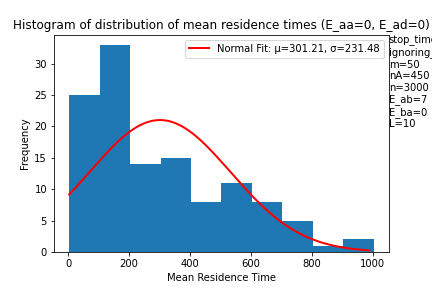 Histogram of distribution of mean residence times (E_aa=0, E_ad=0)
Normal Fit: μ=301.21, σ=231.48
m=50
nA=450
n=3000
E_ab=7
E_ba=0
L=10
Frequency
30
25
20
15
10
5
0
0 200 400 600 800 1000
Mean Residence Time